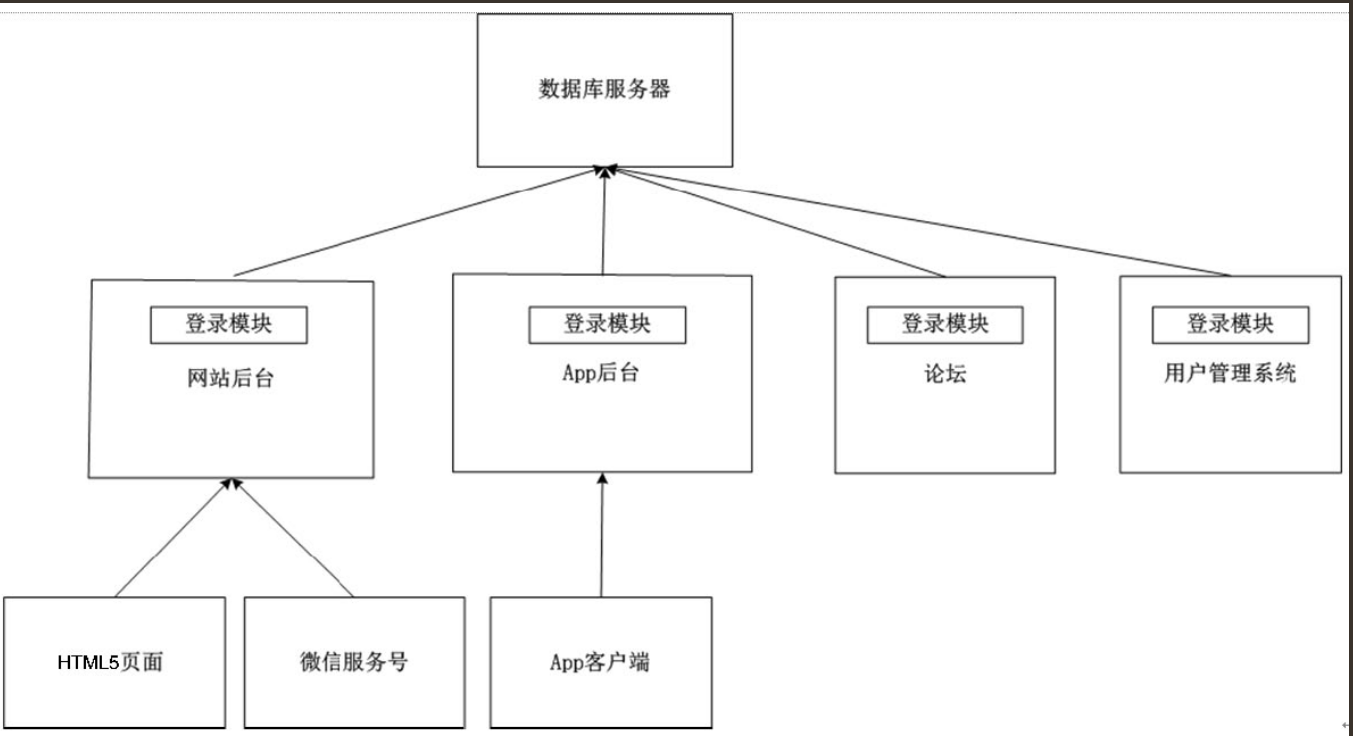 数据库服务器
登录模块
网站后台
登录模块
App后台
登录模块
论坛
登录模块
用户管理系统
HTML5页面
微信服务号
App客户端